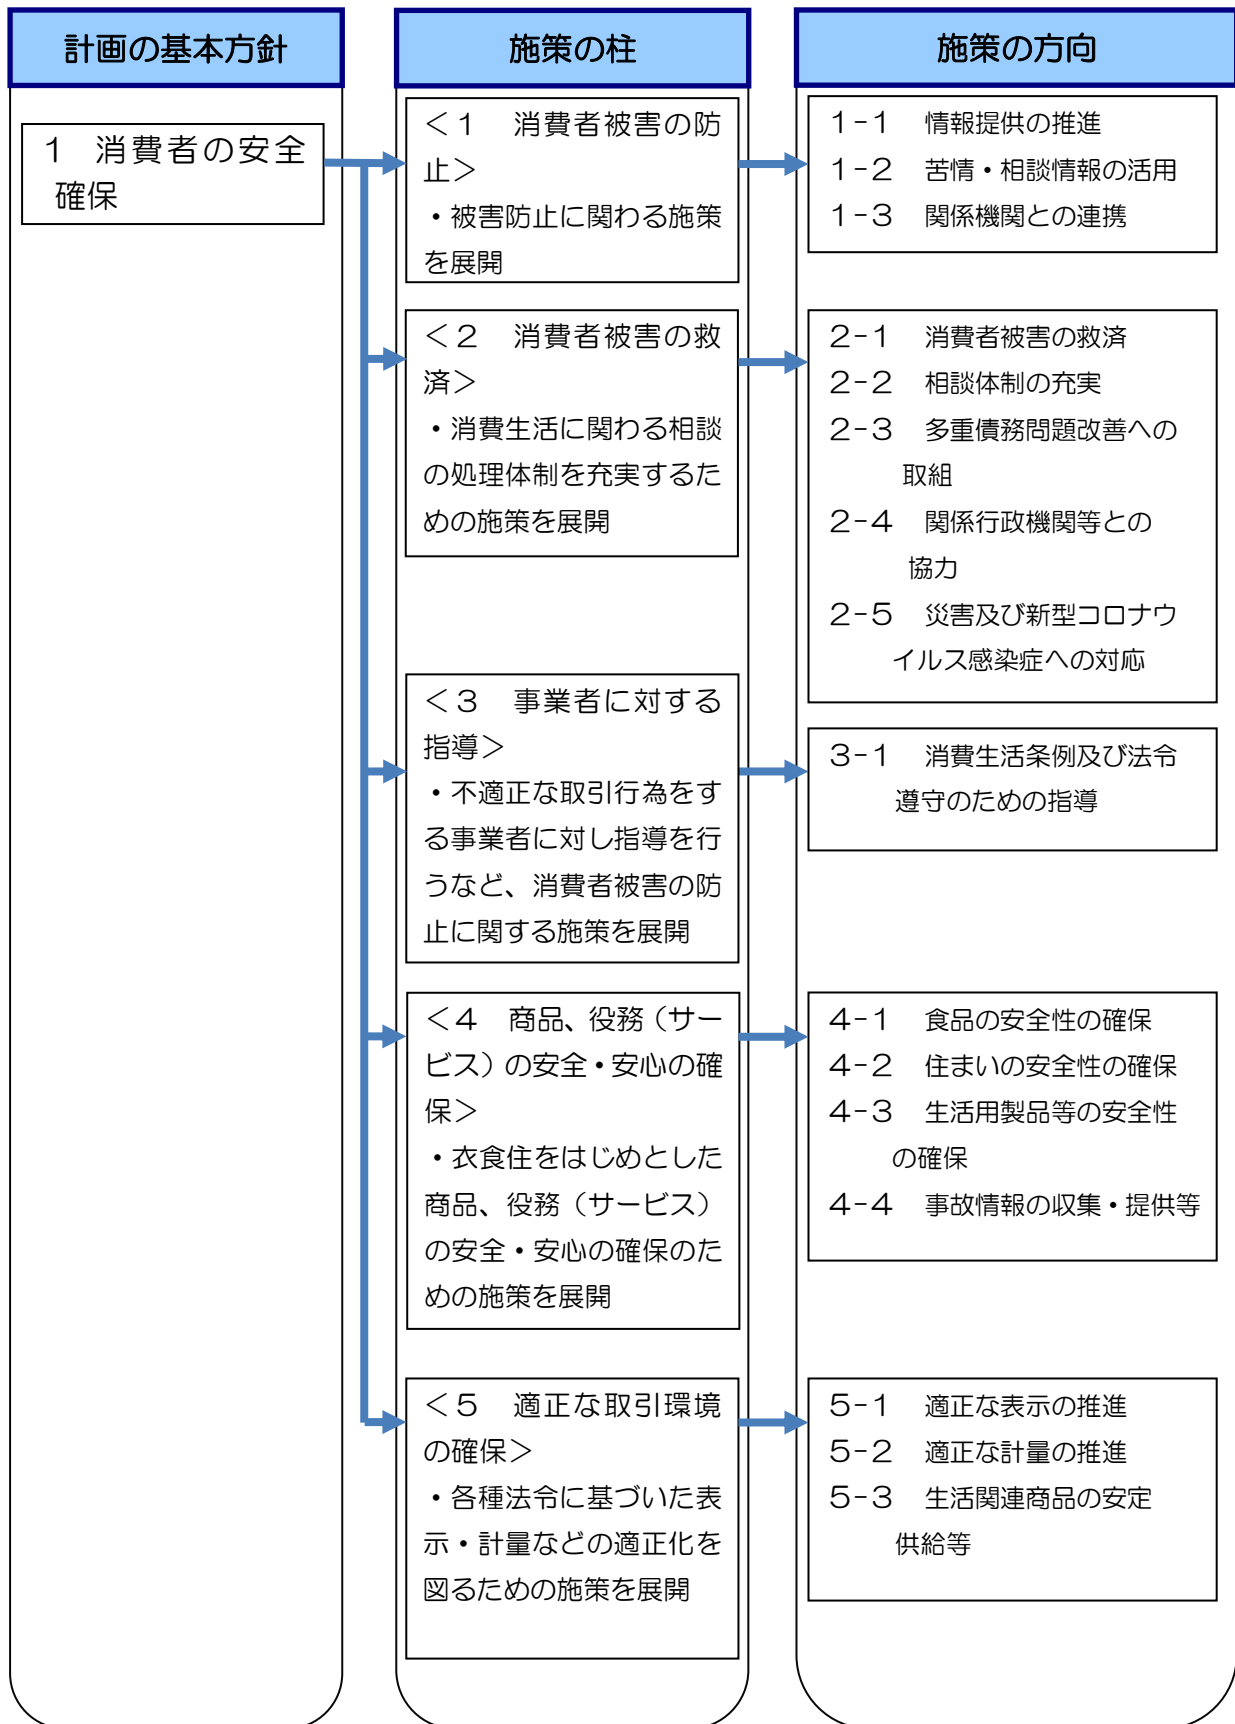 計画の基本方針
施策の柱
施策の方向
1 消費者の安全
確保
＜1 消費者被害の防
止＞
・被害防止に関わる施策
を展開
1-1 情報提供の推進
1-2 苦情・相談情報の活用
1-3 関係機関との連携
＜2 消費者被害の救
済＞
・消費生活に関わる相談
の処理体制を充実するた
めの施策を展開
2-1 消費者被害の救済
2-2 相談体制の充実
2-3 多重債務問題改善への
取組
2-4 関係行政機関等との
協力
2-5 災害及び新型コロナウ
イルス感染症への対応
＜3 事業者に対する
指導＞
・不適正な取引行為をす
る事業者に対し指導を行
うなど、消費者被害の防
止に関する施策を展開
3-1 消費生活条例及び法令
遵守のための指導
＜4 商品、役務（サー
ビス）の安全・安心の確
保＞
・衣食住をはじめとした
商品、役務（サービス）
の安全・安心の確保のた
めの施策を展開
4-1 食品の安全性の確保
4-2 住まいの安全性の確保
4-3 生活用製品等の安全性
の確保
4-4 事故情報の収集・提供等
＜5 適正な取引環境
の確保＞
・各種法令に基づいた表
示・計量などの適正化を
図るための施策を展開
5-1 適正な表示の推進
5-2 適正な計量の推進
5-3 生活関連商品の安定
供給等